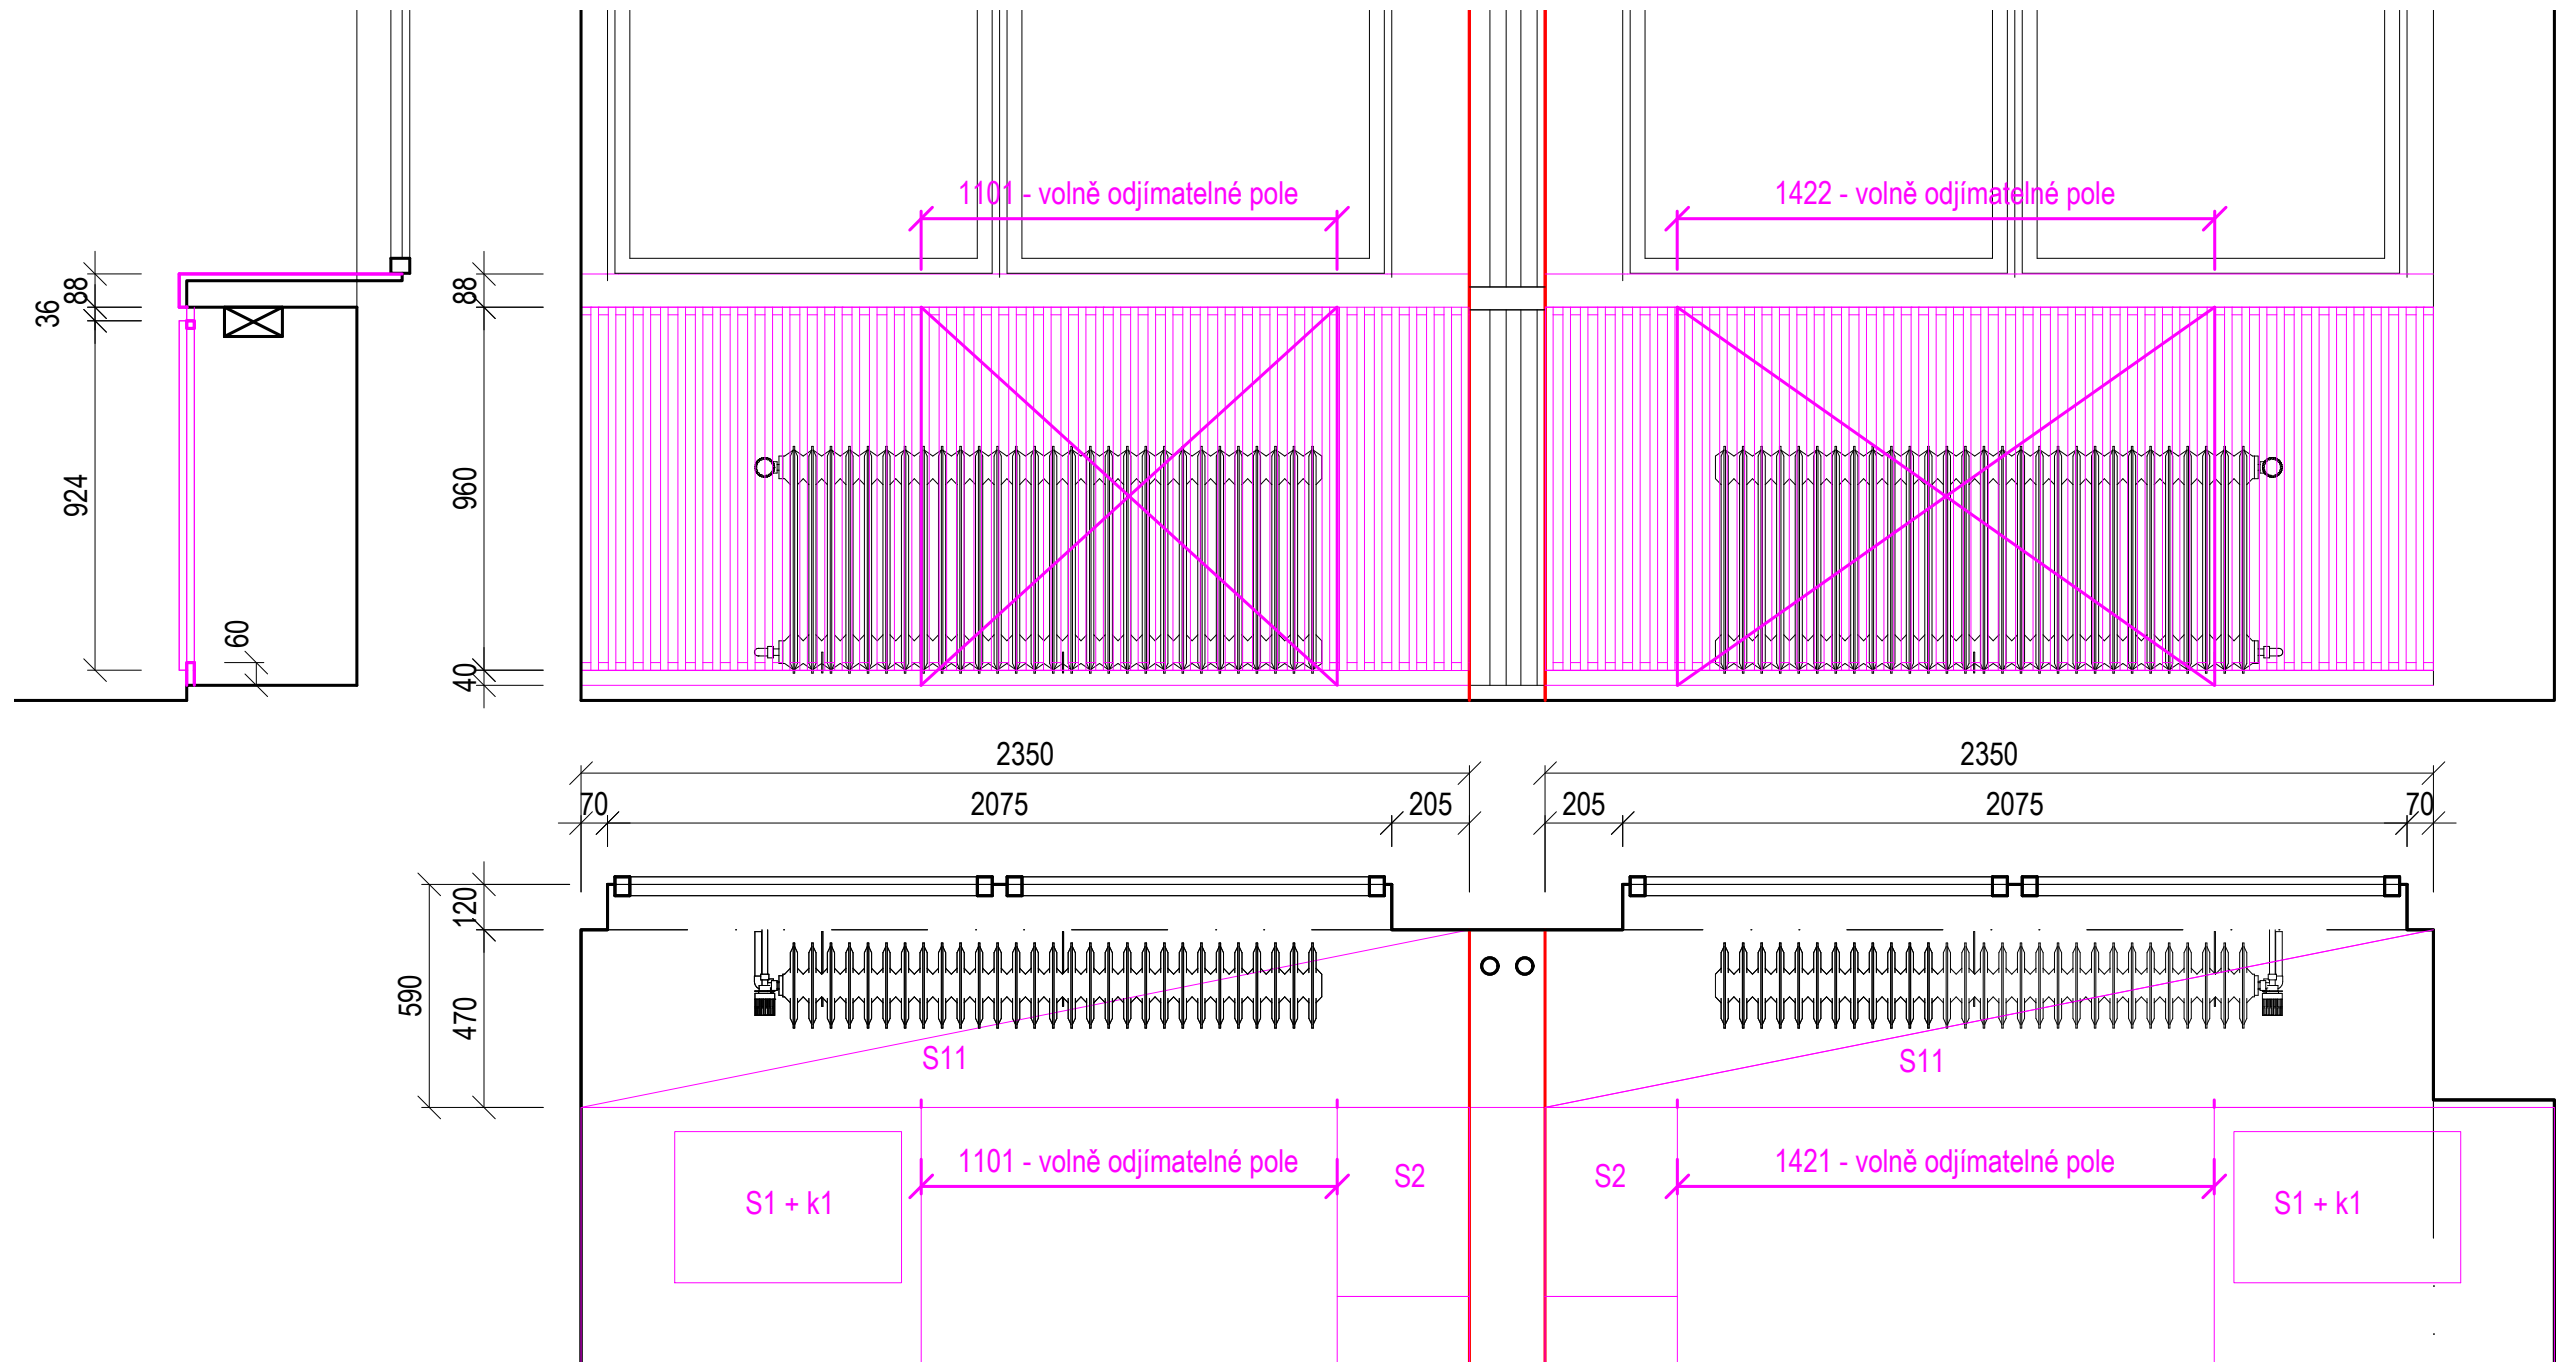 1101 - volně odjímatelné pole
1422 - volně odjímatelné pole
88
36
924
60
88
960
40
2350
2350
70
2075
205
205
2075
70
120
590
470
S11
S11
1101 - volně odjímatelné pole
S2
S2
1421 - volně odjímatelné pole
S1 + k1
S1 + k1